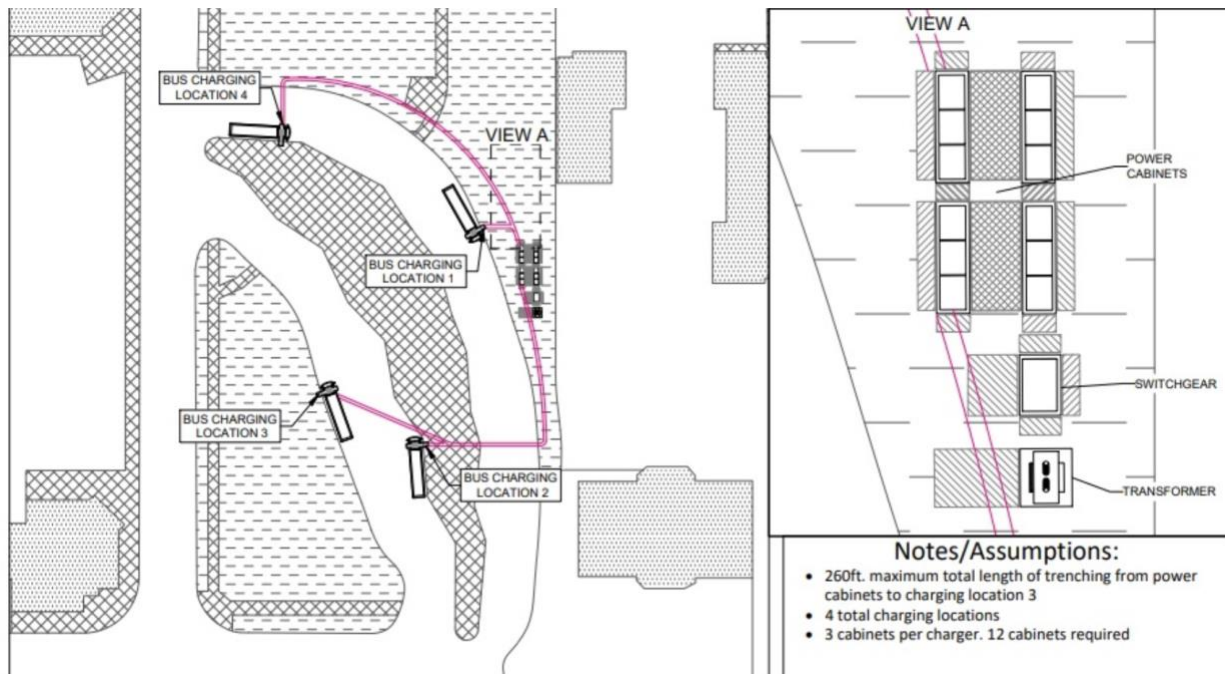 BUS CHARGING
LOCATION 4
VIEW A
BUS CHARGING
LOCATION 1
BUS CHARGING
LOCATION 3
BUS CHARGING
LOCATION 2
VIEW A
POWER
CABINETS
SWITCHGEAR
TRANSFORMER
Notes/Assumptions:
• 260ft. maximum total length of trenching from power
cabinets to charging location 3
• 4 total charging locations
• 3 cabinets per charger. 12 cabinets required